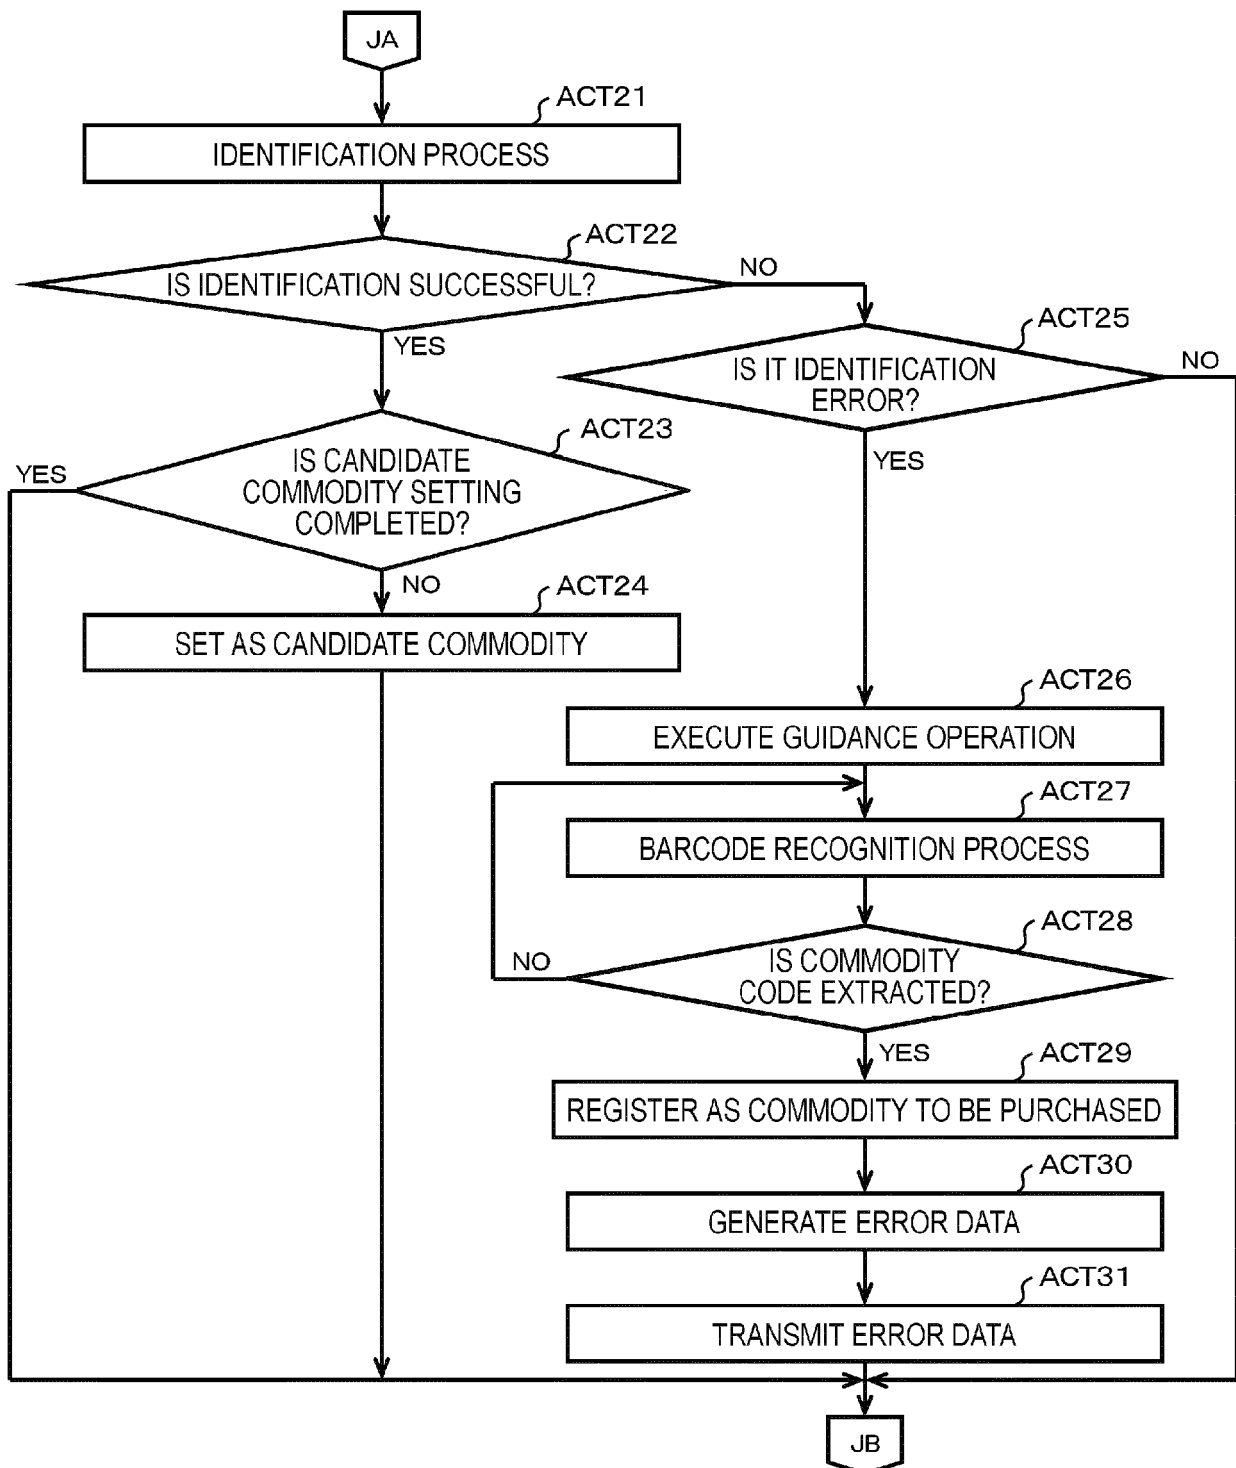 JA
ACT21
IDENTIFICATION PROCESS
ACT22
IS IDENTIFICATION SUCCESSFUL?
NO
YES
ACT25
IS IT IDENTIFICATION
ERROR?
NO
YES
ACT23
IS CANDIDATE
COMMODITY SETTING
COMPLETED?
YES
NO
ACT24
SET AS CANDIDATE COMMODITY
ACT26
EXECUTE GUIDANCE OPERATION
ACT27
BARCODE RECOGNITION PROCESS
ACT28
IS COMMODITY
CODE EXTRACTED?
NO
YES
ACT29
REGISTER AS COMMODITY TO BE PURCHASED
ACT30
GENERATE ERROR DATA
ACT31
TRANSMIT ERROR DATA
JB